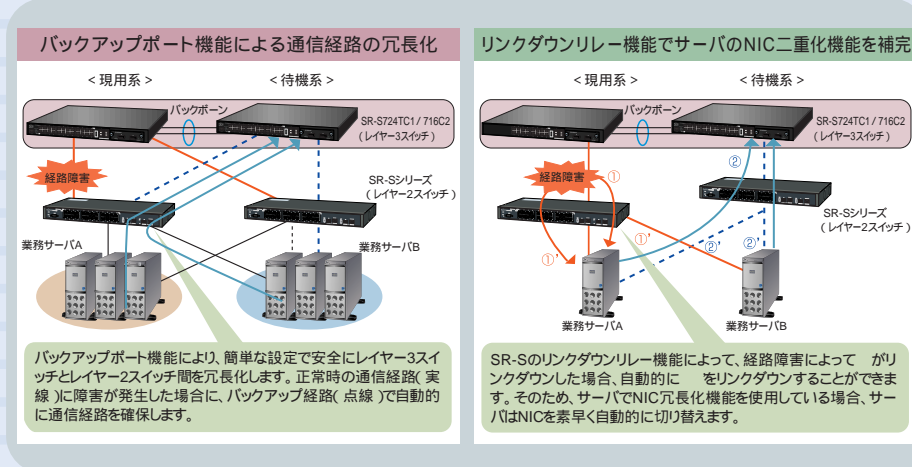 バックアップポート機能による通信経路の冗長化
< 現用系 >
< 待機系 >
バックボーン
SR-S724TC1 / 716C2
(レイヤー3スイッチ)
経路障害
SR-Sシリーズ
(レイヤー2スイッチ)
業務サーバA
業務サーバB
バックアップポート機能により、簡単な設定で安全にレイヤー3スイ
ッチとレイヤー2スイッチ間を冗長化します。正常時の通信経路( 実
線 )に障害が発生した場合に、バックアップ経路( 点線 )で自動的
に通信経路を確保します。
リンクダウンリレー機能でサーバのNIC二重化機能を補完
< 現用系 >
< 待機系 >
バックボーン
SR-S724TC1 / 716C2
(レイヤー3スイッチ)
②
経路障害
①
SR-Sシリーズ
(レイヤー2スイッチ)
①'
①'
②'
②'
業務サーバA
業務サーバB
SR-Sのリンクダウンリレー機能によって、経路障害によって　がリ
ンクダウンした場合、自動的に　をリンクダウンすることができま
す。そのため、サーバでNIC冗長化機能を使用している場合、サー
バはNICを素早く自動的に切り替えます。